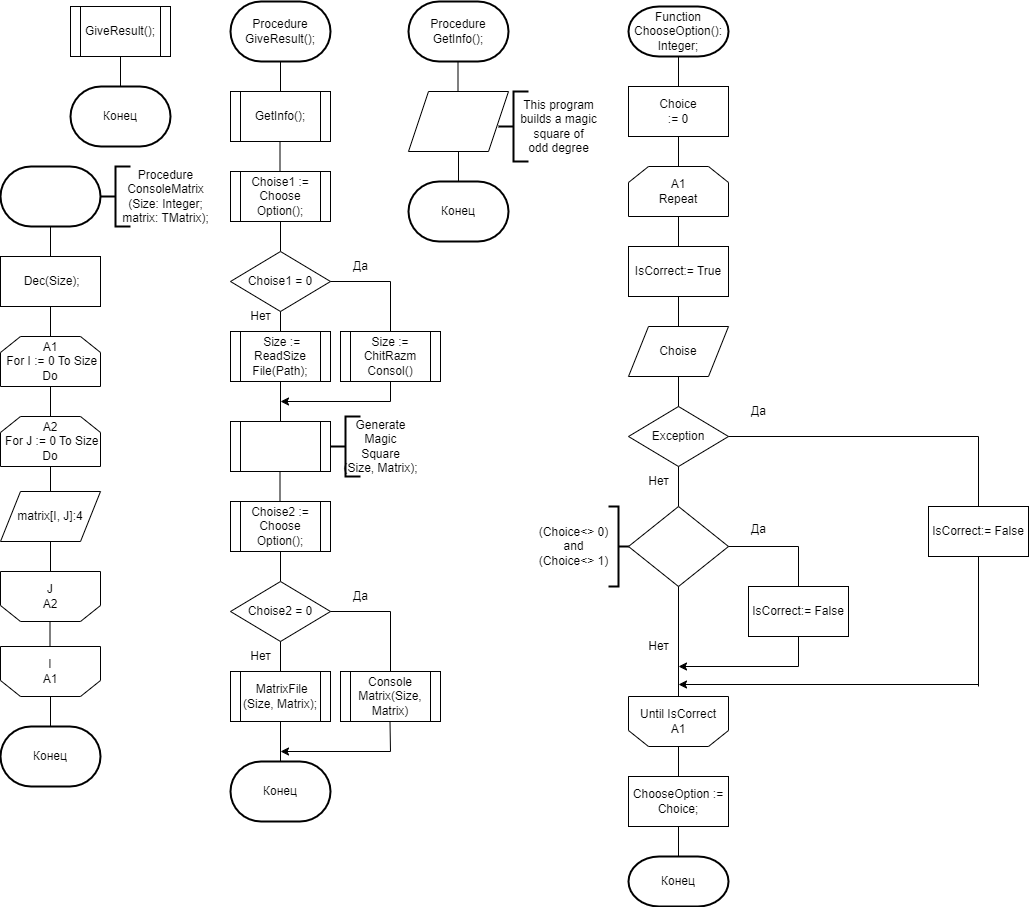 GiveResult();
Конец
Procedure
ConsoleMatrix
(Size: Integer;
matrix: TMatrix);
Dec(Size);
A1
For I := 0 To Size
Do
A2
For J := 0 To Size
Do
matrix[I, J]:4
J
A2
I
A1
Конец
Procedure
GiveResult();
GetInfo();
Choise1 :=
Choose
Option();
Choise1 = 0
Да
Нет
Size :=
ReadSize
File(Path);
Size :=
ChitRazm
Consol()
Generate
Magic
Square
(Size, Matrix);
Choise2 :=
Choose
Option();
Choise2 = 0
Да
Нет
MatrixFile
(Size, Matrix);
Console
Matrix(Size,
Matrix)
Конец
Procedure
GetInfo();
This program
builds a magic
square of
odd degree
Конец
Function
ChooseOption():
Integer;
Choice
:= 0
A1
Repeat
IsCorrect:= True
Choise
Exception
Да
Нет
IsCorrect:= False
(Choice<> 0)
and
(Choice<> 1)
Да
IsCorrect:= False
Нет
Until IsCorrect
A1
ChooseOption :=
Choice;
Конец